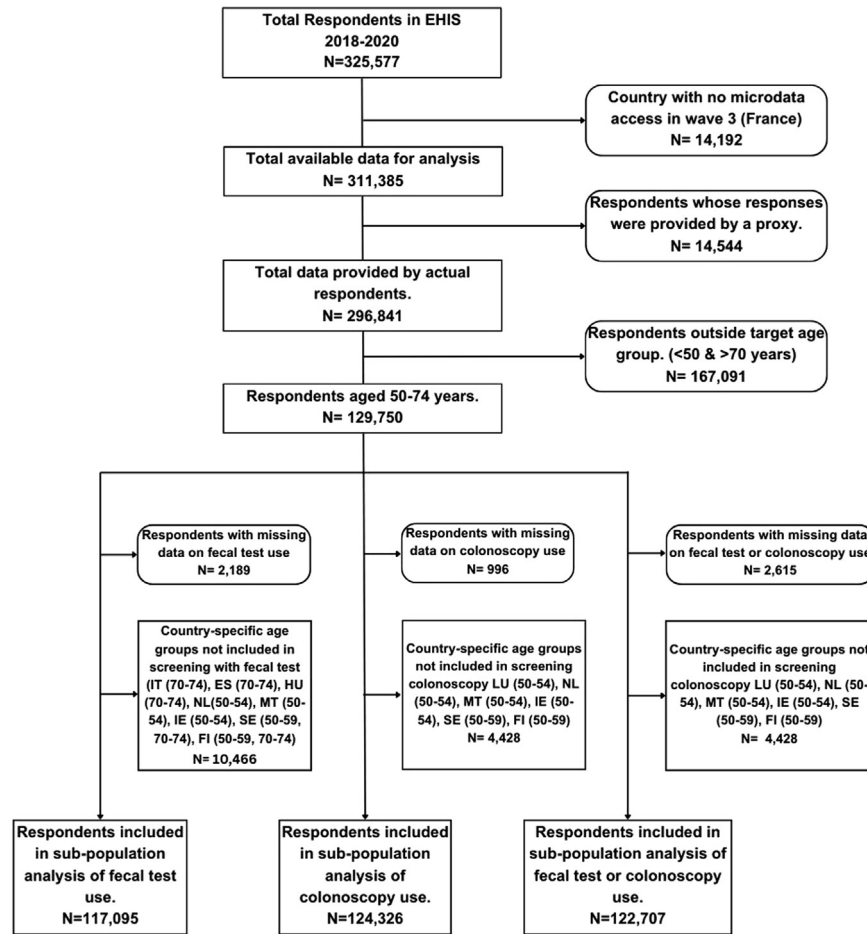 Total Respondents in EHIS
2018-2020
N=325,577
Country with no microdata
access in wave 3 (France)
N= 14,192
Total available data for analysis
N= 311,385
Respondents whose responses
were provided by a proxy.
N= 14,544
Total data provided by actual
respondents.
N= 296,841
Respondents outside target age
group. (<50 & >70 years)
N= 167,091
Respondents aged 50-74 years.
N= 129,750
Respondents with missing
data on fecal test use
N= 2,189
Respondents with missing
data on colonoscopy use
N= 996
Respondents with missing data
on fecal test or colonoscopy use
N= 2,615
Country-specific age
groups not included in
screening with fecal test
(IT (70-74), ES (70-74), HU
(70-74), NL(50-54), MT (50-
54), IE (50-54), SE (50-59,
70-74), FI (50-59, 70-74)
N= 10,466
Country-specific age groups
not included in screening
colonoscopy LU (50-54), NL
(50-54), MT (50-54), IE (50-
54), SE (50-59), FI (50-59)
N= 4,428
Country-specific age groups not
included in screening
colonoscopy LU (50-54), NL (50-
54), MT (50-54), IE (50-54), SE
(50-59), FI (50-59)
N= 4,428
Respondents included
in sub-population
analysis of fecal test
use.
N=117,095
Respondents included
in sub-population
analysis of
colonoscopy use.
N=124,326
Respondents included in
sub-population analysis of
fecal test or colonoscopy
use.
N=122,707